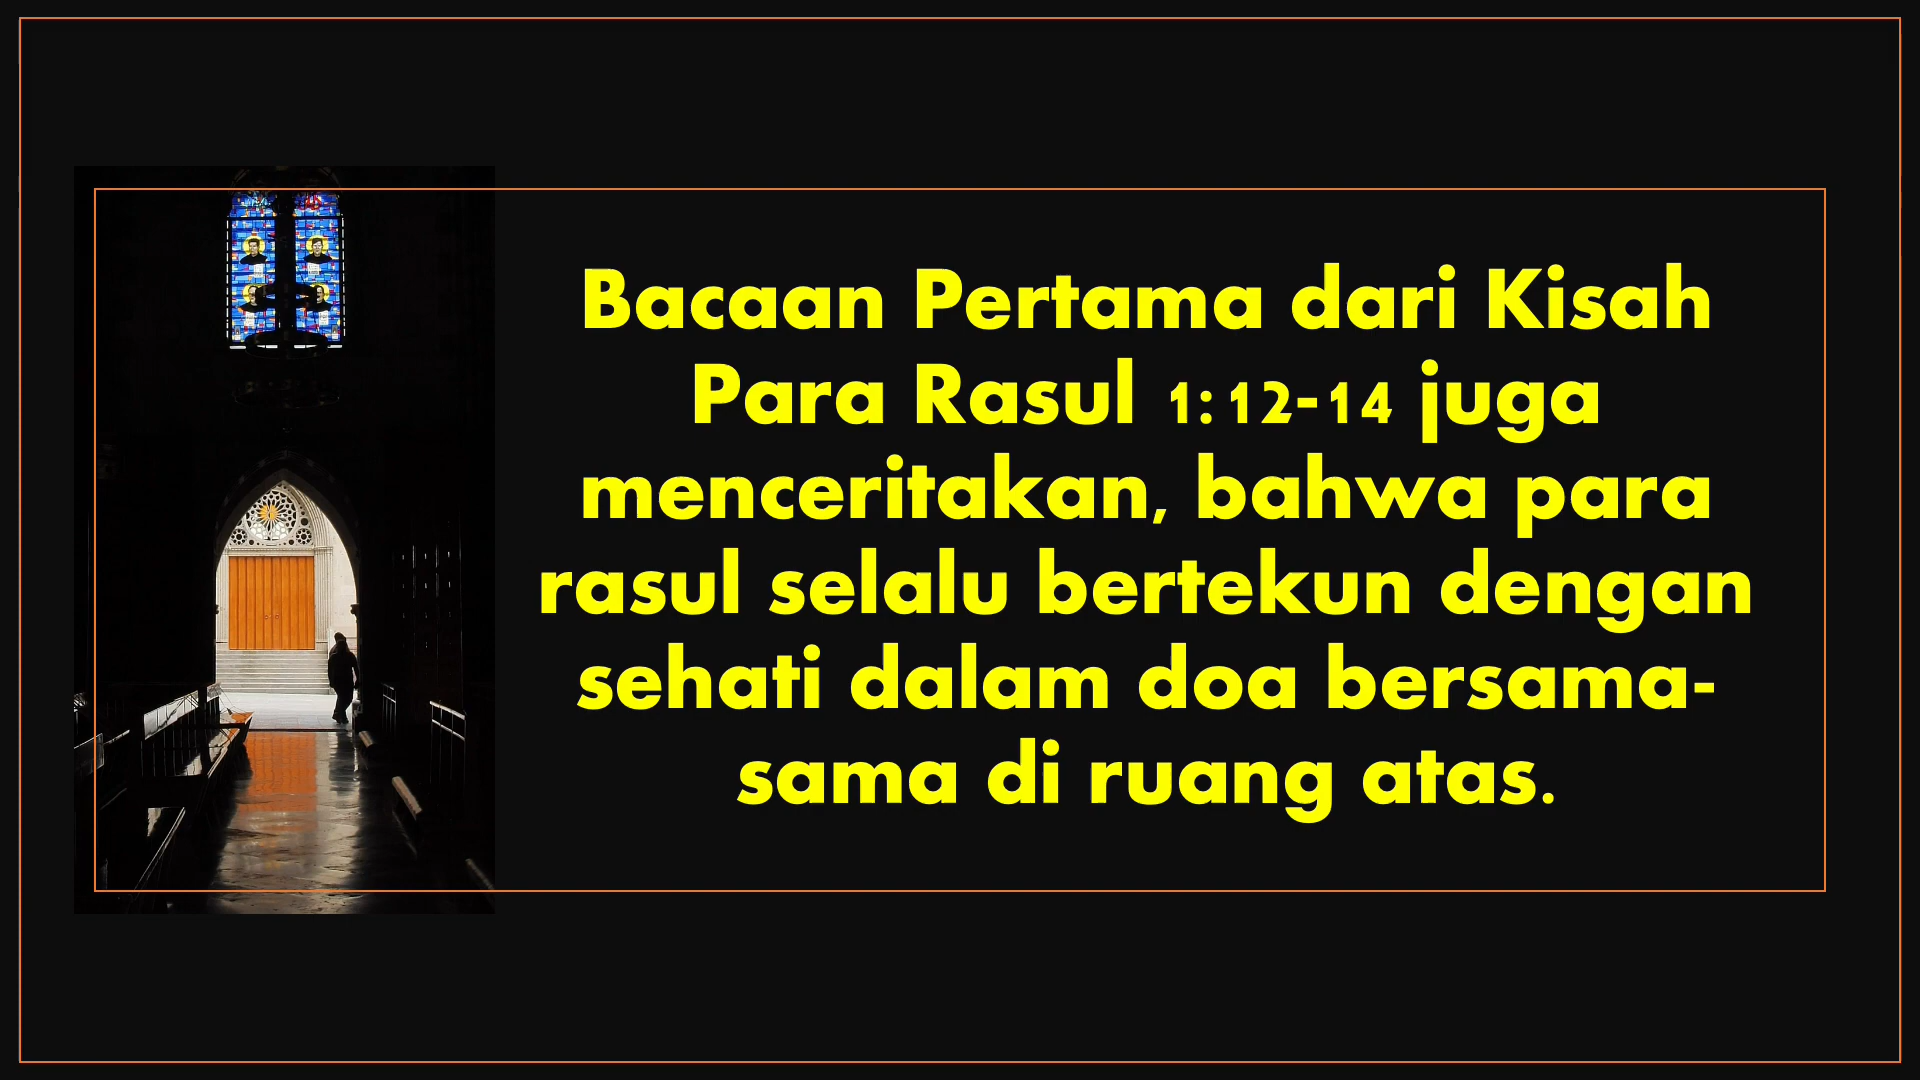 Bacaan Pertama dari Kisah
Para Rasul 1:12-14 juga
menceritakan, bahwa para
rasul selalu bertekun dengan
sehati dalam doa bersama-
sama di ruang atas.